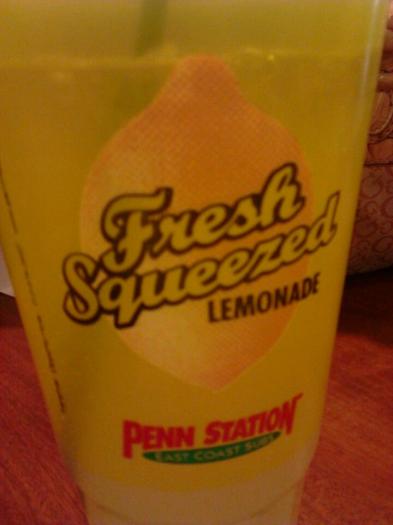 Fresh
Squeezed
LEMONADE
PENN STATION
EAST COAST SUBS